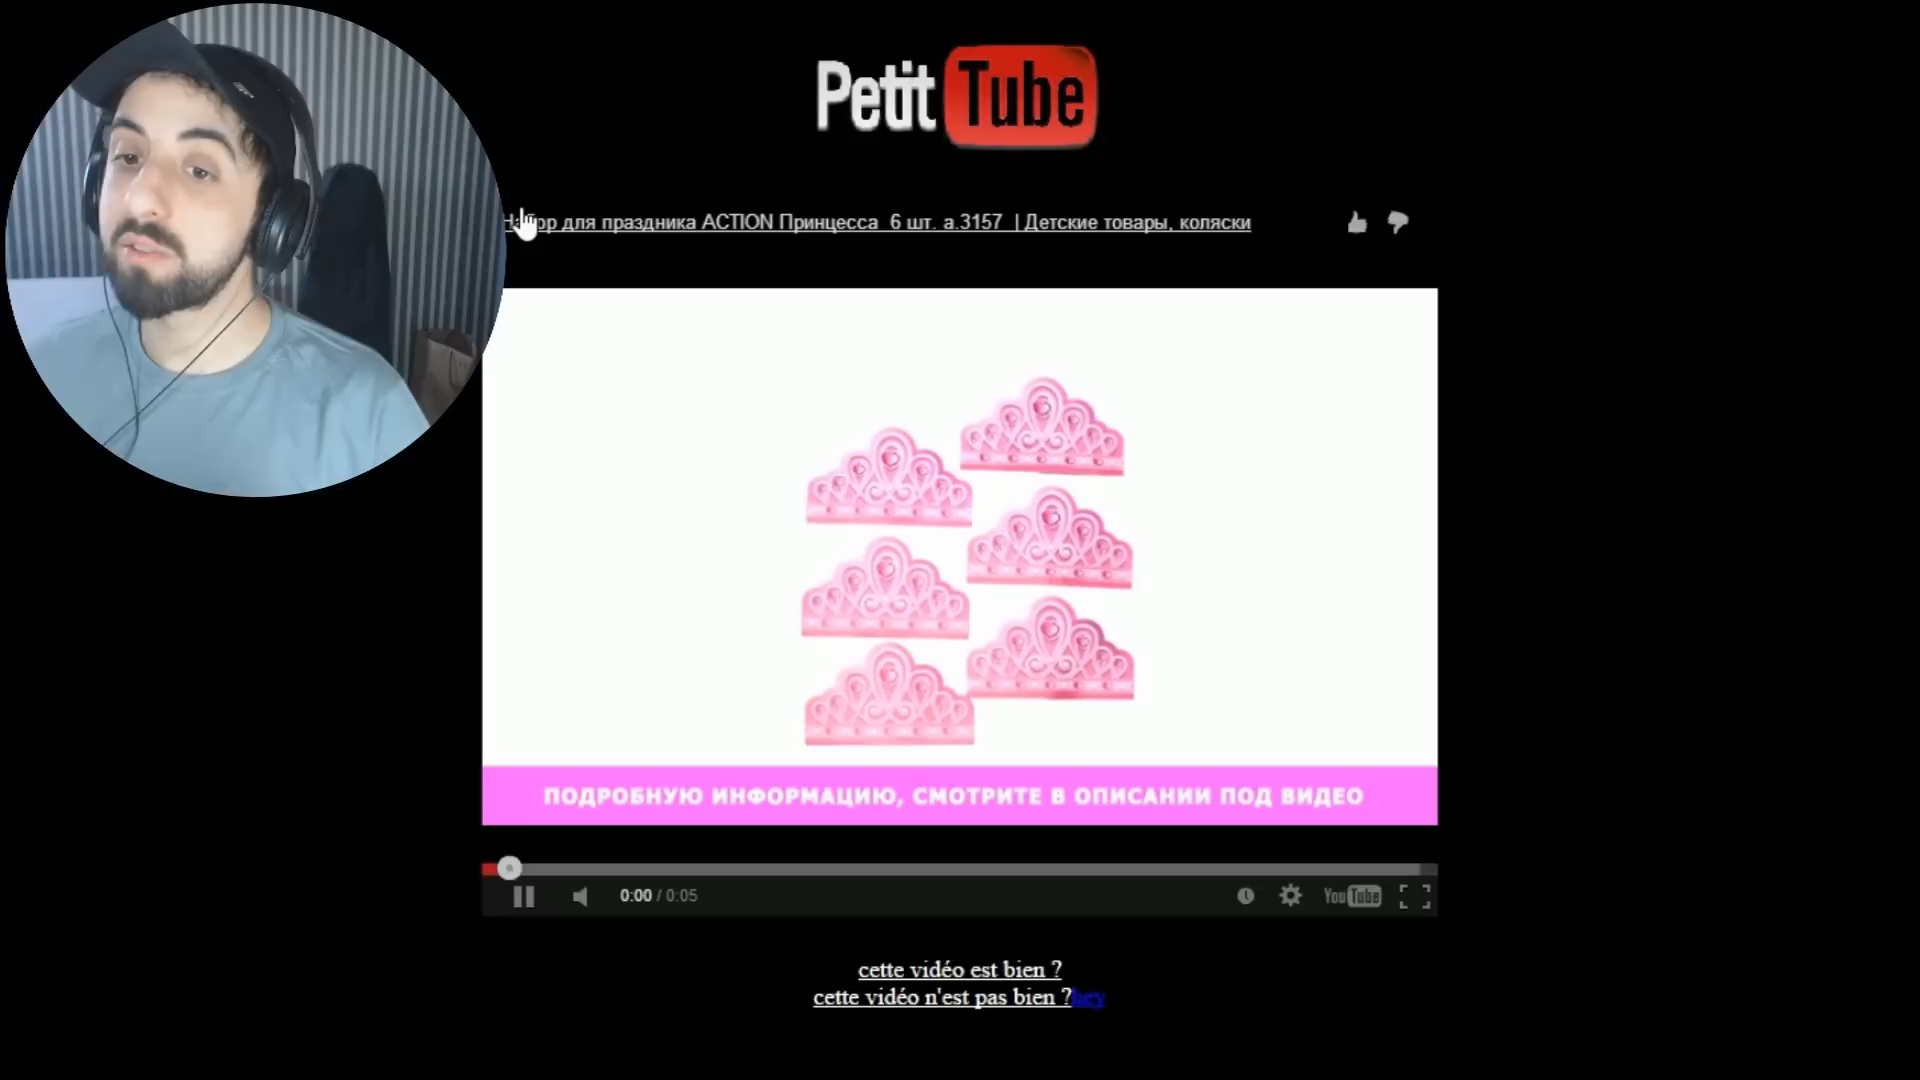 Petit Tube
для праздника ACTION Принцесса 6 шт. а.3157 | Детские товары, коляски
ПОДРОБНУЮ ИНФОРМАЦИЮ, СМОТРИТЕ В ОПИСАНИИ ПОД ВИДЕО
0:00 / 0:05
YouTube
cette vidéo est bien ?
cette vidéo n'est pas bien ?hey